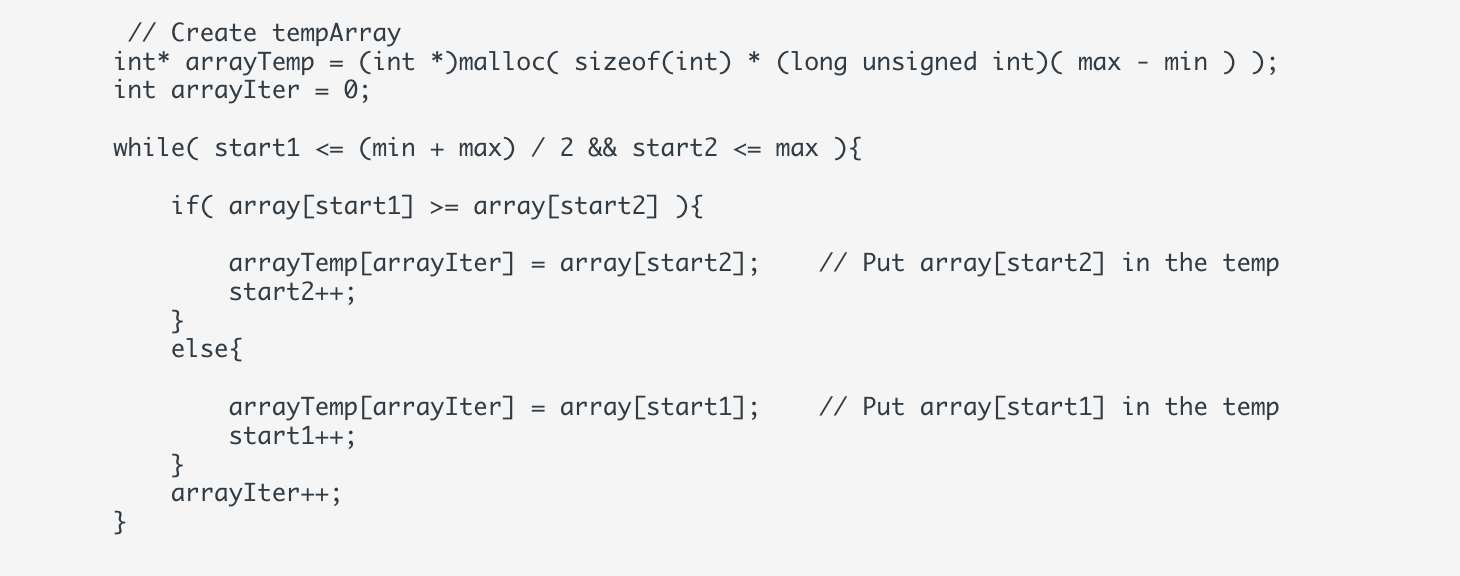 // Create tempArray
int* arrayTemp = (int *)malloc( sizeof(int) * (long unsigned int)( max - min ) );
int arrayIter = 0;
while( start1 <= (min + max) / 2 && start2 <= max ){
if( array[start1] >= array[start2] ){
arrayTemp[arrayIter] = array[start2];    // Put array[start2] in the temp
start2++;
}
else{
arrayTemp[arrayIter] = array[start1];    // Put array[start1] in the temp
start1++;
}
arrayIter++;
}